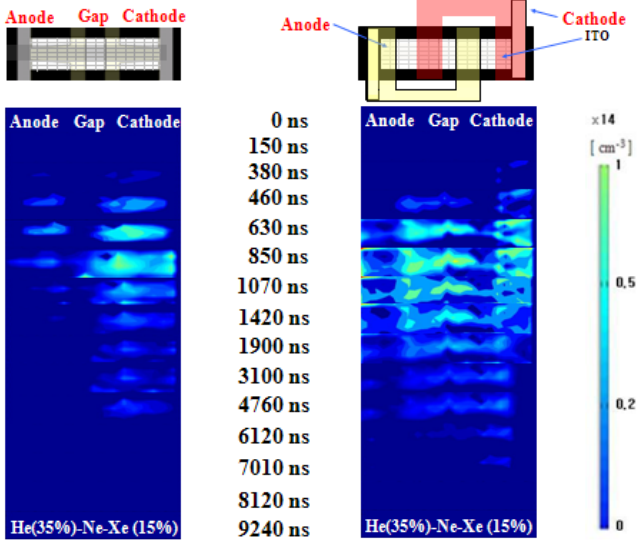 Anode Gap Cathode
Anode
Cathode
ITO
Anode Gap Cathode
He(35%)-Ne-Xe (15%)
0 ns
150 ns
380 ns
460 ns
630 ns
850 ns
1070 ns
1420 ns
1900 ns
3100 ns
4760 ns
6120 ns
7010 ns
8120 ns
9240 ns
Anode Gap Cathode
He(35%)-Ne-Xe (15%)
×14
[cm⁻³]
1
0,8
0,2
0